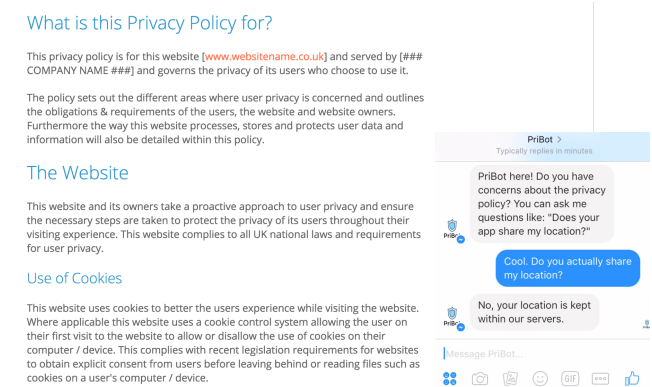 What is this Privacy Policy for?
This privacy policy is for this website [www.websitename.co.uk] and served by [###
COMPANY NAME ###] and governs the privacy of its users who choose to use it.
The policy sets out the different areas where user privacy is concerned and outlines
the obligations & requirements of the users, the website and website owners.
Furthermore the way this website processes, stores and protects user data and
information will also be detailed within this policy.
The Website
This website and its owners take a proactive approach to user privacy and ensure
the necessary steps are taken to protect the privacy of its users throughout their
visiting experience. This website complies to all UK national laws and requirements
for user privacy.
Use of Cookies
This website uses cookies to better the users experience while visiting the website.
Where applicable this website uses a cookie control system allowing the user on
their first visit to the website to allow or disallow the use of cookies on their
computer / device. This complies with recent legislation requirements for websites
to obtain explicit consent from users before leaving behind or reading files such as
cookies on a user's computer / device.
PriBot >
Typically replies in minutes
PriBot here! Do you have
concerns about the privacy
policy? You can ask me
questions like: "Does your
app share my location?"
Cool. Do you actually share
my location?
No, your location is kept
within our servers.
Message PriBot...
GIF